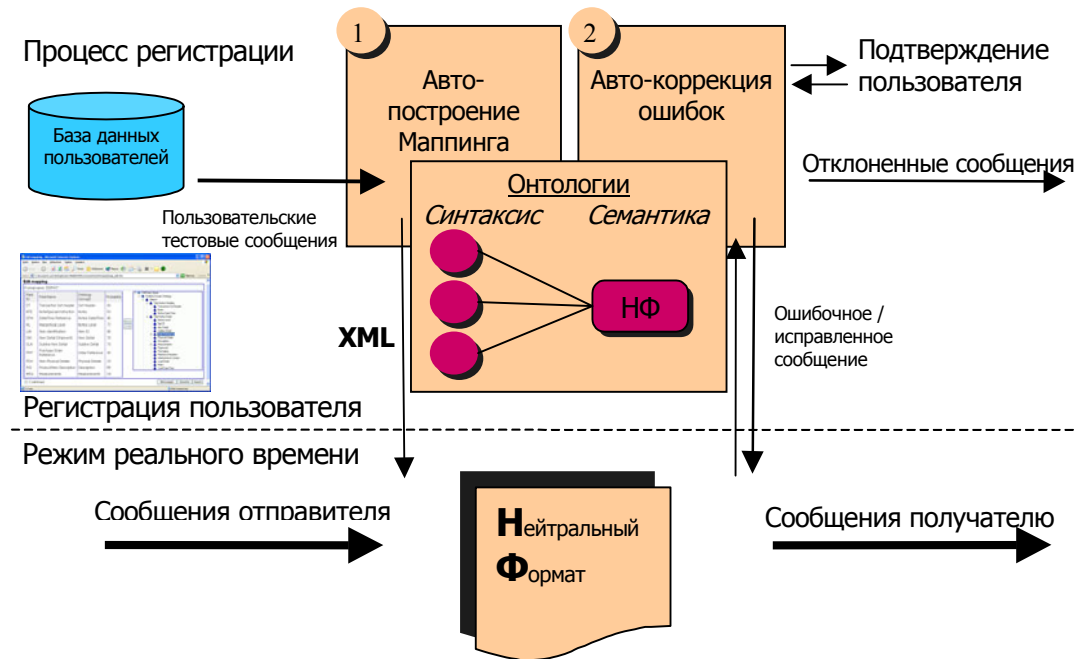 1
2
Процесс регистрации
Подтверждение
пользователя
Авто-
построение
Маппинга
Авто-коррекция
ошибок
База данных
пользователей
Отклоненные сообщения
Онтологии
Синтаксис
Семантика
Пользовательские
тестовые сообщения
НФ
XML
Ошибочное /
исправленное
сообщение
Регистрация пользователя
Режим реального времени
Сообщения отправителя
Нейтральный
Формат
Сообщения получателю